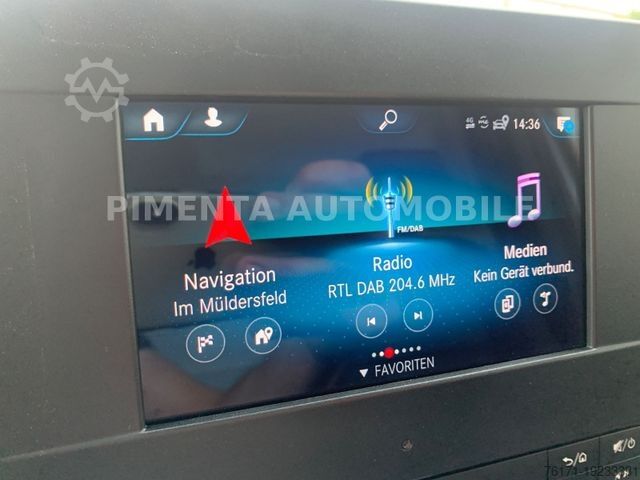 4G
14:36
PIMENTA AUTOMOBILE
FM/DAB
Navigation
Im Müldersfeld
Radio
RTL DAB 204.6 MHz
Medien
Kein Gerät verbund.
FAVORITEN